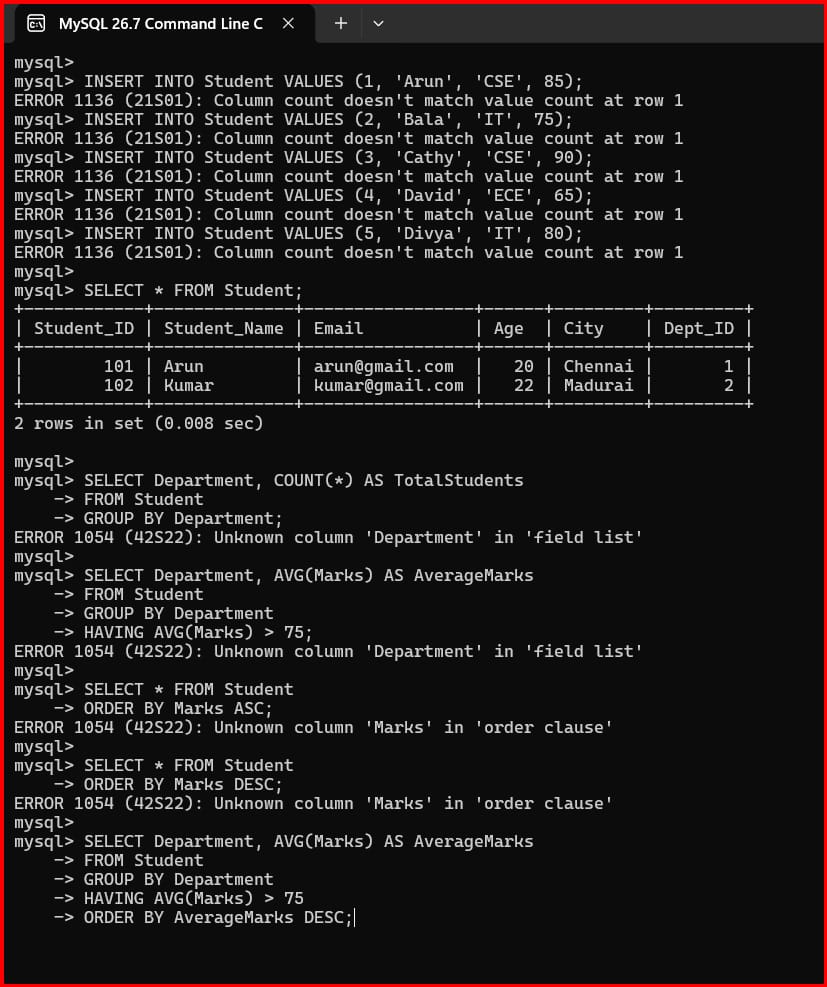 MySQL 26.7 Command Line C
mysql>
mysql> INSERT INTO Student VALUES (1, 'Arun', 'CSE', 85);
ERROR 1136 (21S01): Column count doesn't match value count at row 1
mysql> INSERT INTO Student VALUES (2, 'Bala', 'IT', 75);
ERROR 1136 (21S01): Column count doesn't match value count at row 1
mysql> INSERT INTO Student VALUES (3, 'Cathy', 'CSE', 90);
ERROR 1136 (21S01): Column count doesn't match value count at row 1
mysql> INSERT INTO Student VALUES (4, 'David', 'ECE', 65);
ERROR 1136 (21S01): Column count doesn't match value count at row 1
mysql> INSERT INTO Student VALUES (5, 'Divya', 'IT', 80);
ERROR 1136 (21S01): Column count doesn't match value count at row 1
mysql>
mysql> SELECT * FROM Student;
+------------+--------------+-----------------+------+---------+---------+
| Student_ID | Student_Name | Email           | Age  | City    | Dept_ID |
+------------+--------------+-----------------+------+---------+---------+
|        101 | Arun         | arun@gmail.com  |   20 | Chennai |       1 |
|        102 | Kumar        | kumar@gmail.com |   22 | Madurai |       2 |
+------------+--------------+-----------------+------+---------+---------+
2 rows in set (0.008 sec)
mysql>
mysql> SELECT Department, COUNT(*) AS TotalStudents
    -> FROM Student
    -> GROUP BY Department;
ERROR 1054 (42S22): Unknown column 'Department' in 'field list'
mysql>
mysql> SELECT Department, AVG(Marks) AS AverageMarks
    -> FROM Student
    -> GROUP BY Department
    -> HAVING AVG(Marks) > 75;
ERROR 1054 (42S22): Unknown column 'Department' in 'field list'
mysql>
mysql> SELECT * FROM Student
    -> ORDER BY Marks ASC;
ERROR 1054 (42S22): Unknown column 'Marks' in 'order clause'
mysql>
mysql> SELECT * FROM Student
    -> ORDER BY Marks DESC;
ERROR 1054 (42S22): Unknown column 'Marks' in 'order clause'
mysql>
mysql> SELECT Department, AVG(Marks) AS AverageMarks
    -> FROM Student
    -> GROUP BY Department
    -> HAVING AVG(Marks) > 75
    -> ORDER BY AverageMarks DESC;